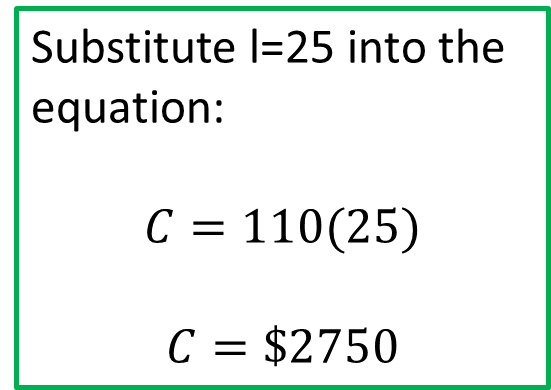 Substitute l=25 into the
equation:
C = 110(25)
C = $2750